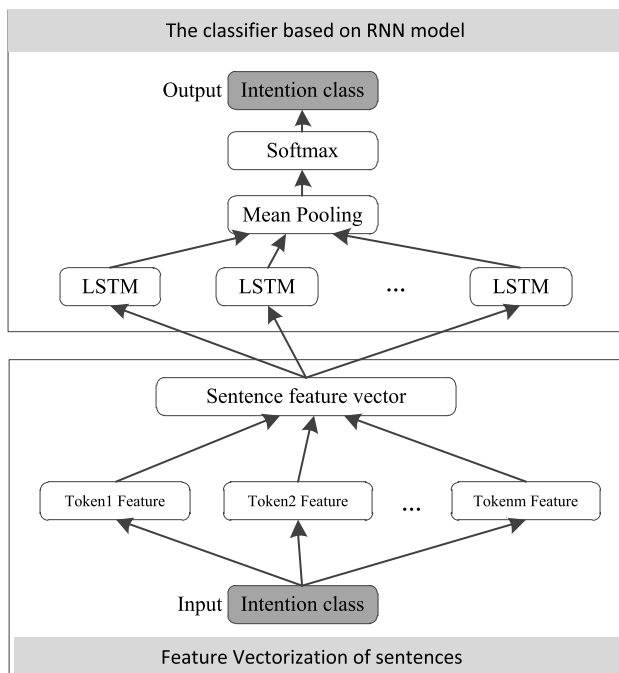 The classifier based on RNN model
Output Intention class
Softmax
Mean Pooling
LSTM LSTM ... LSTM
Sentence feature vector
Token1 Feature Token2 Feature ... Tokenm Feature
Input Intention class
Feature Vectorization of sentences